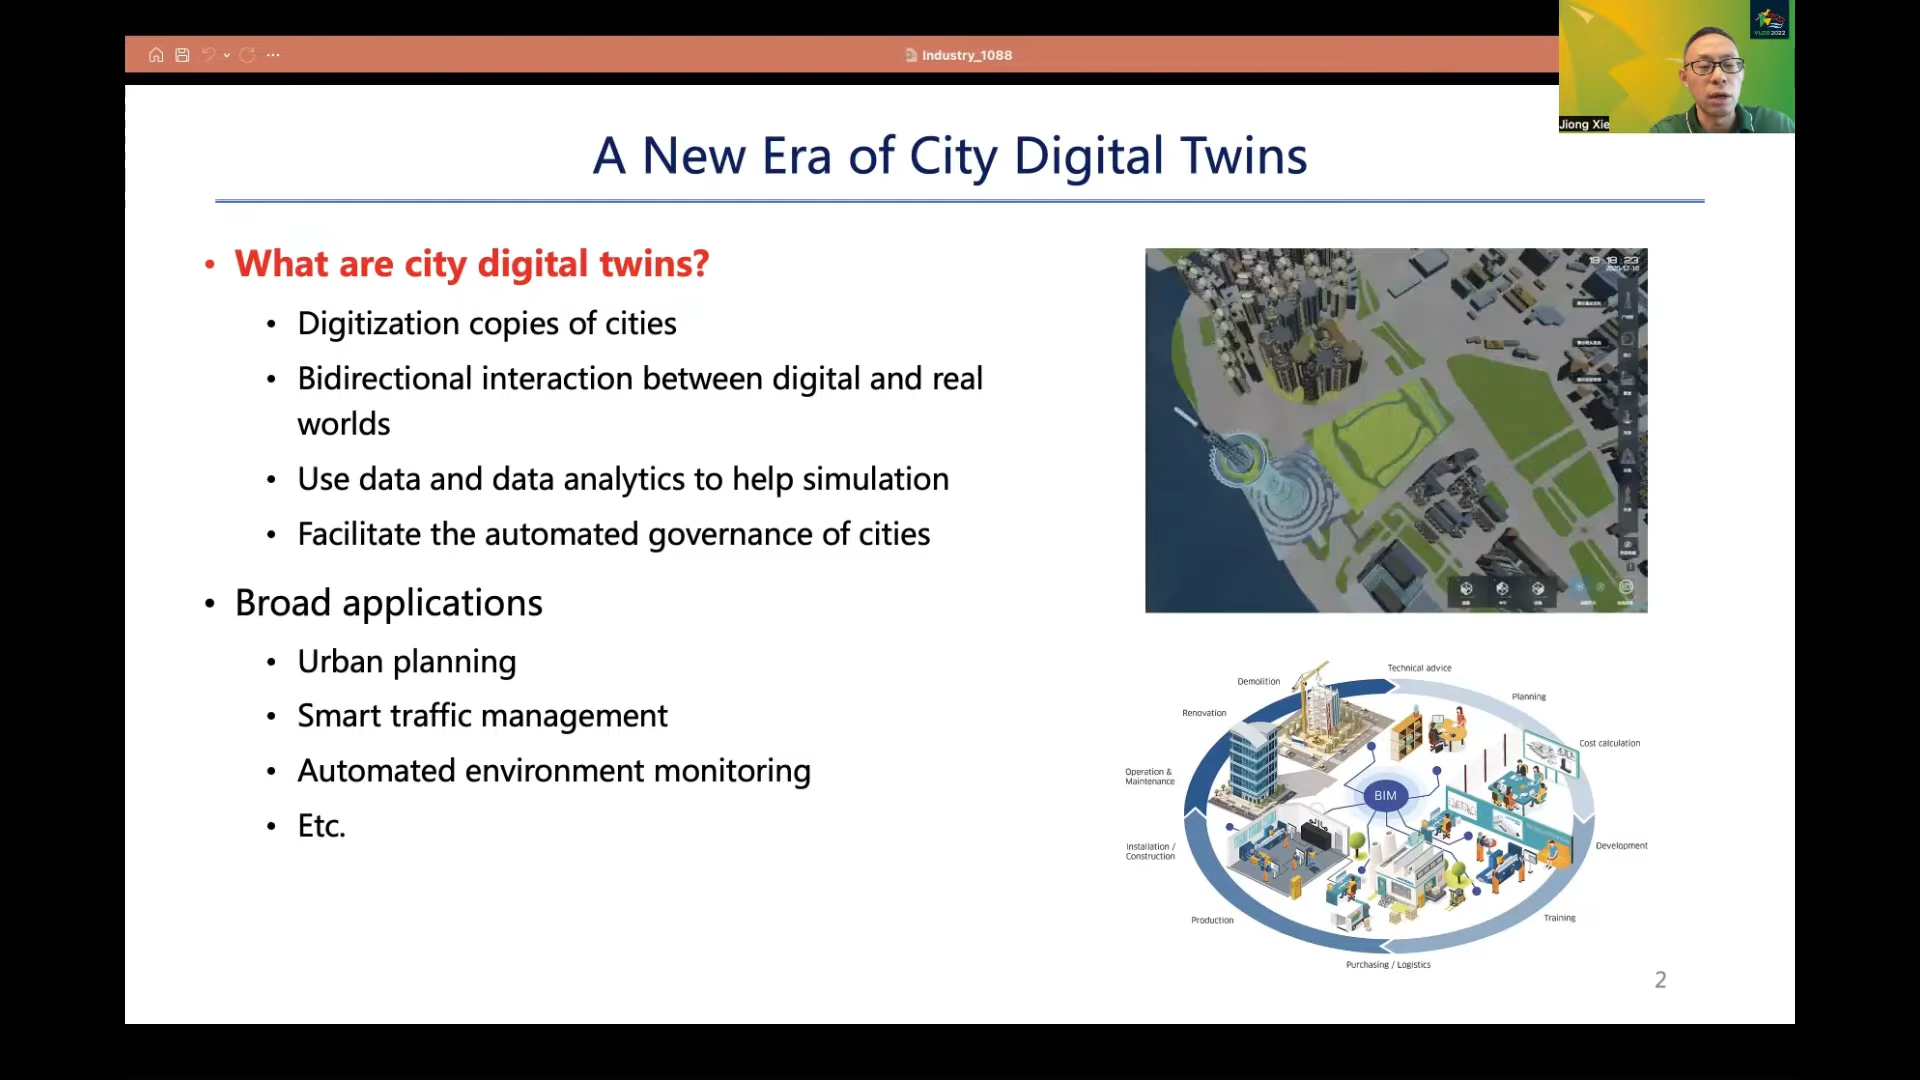 Industry_1088
VLDB 2022
Jiong Xie
A New Era of City Digital Twins
• What are city digital twins?
• Digitization copies of cities
• Bidirectional interaction between digital and real
worlds
• Use data and data analytics to help simulation
• Facilitate the automated governance of cities
• Broad applications
• Urban planning
• Smart traffic management
• Automated environment monitoring
• Etc.
Technical advice
Demolition
Planning
Renovation
Cost calculation
Operation &
Maintenance
BIM
Installation /
Construction
Development
Production
Training
Purchasing / Logistics
2